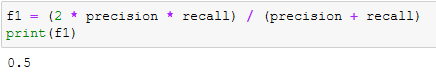 f1 = (2 * precision * recall) / (precision + recall)
print(f1)
0.5